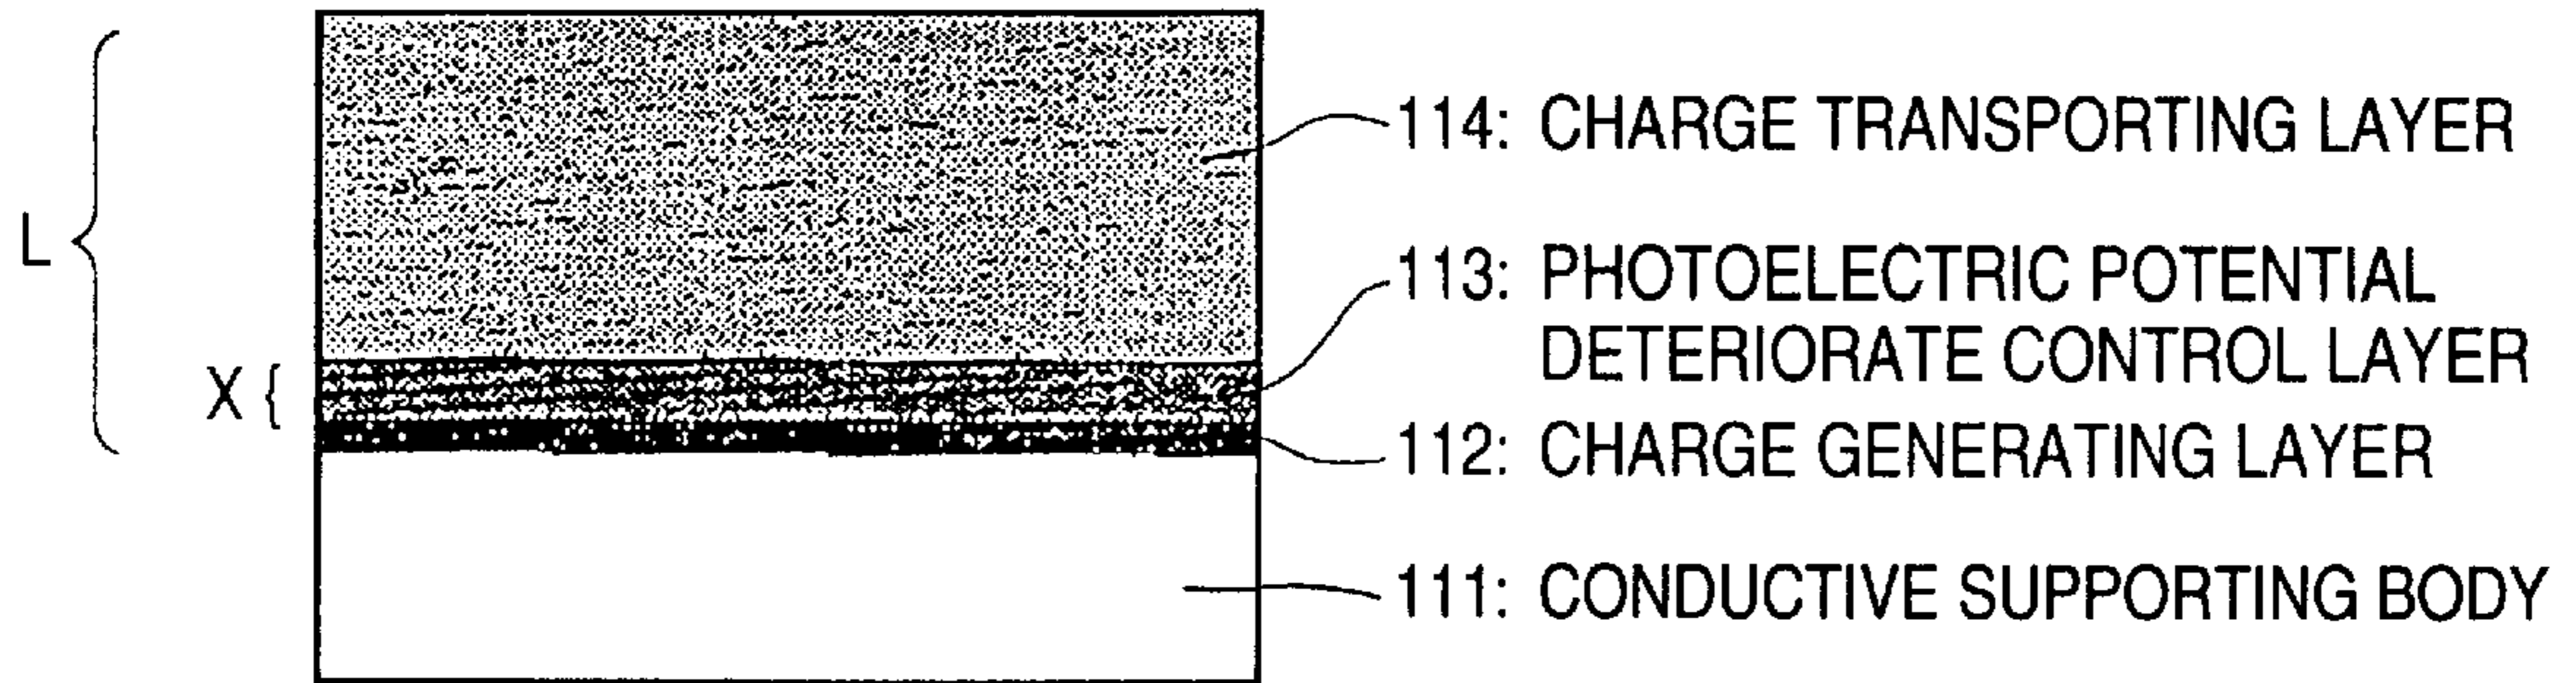 L
X
114: CHARGE TRANSPORTING LAYER
113: PHOTOELECTRIC POTENTIAL
DETERIORATE CONTROL LAYER
112: CHARGE GENERATING LAYER
111: CONDUCTIVE SUPPORTING BODY